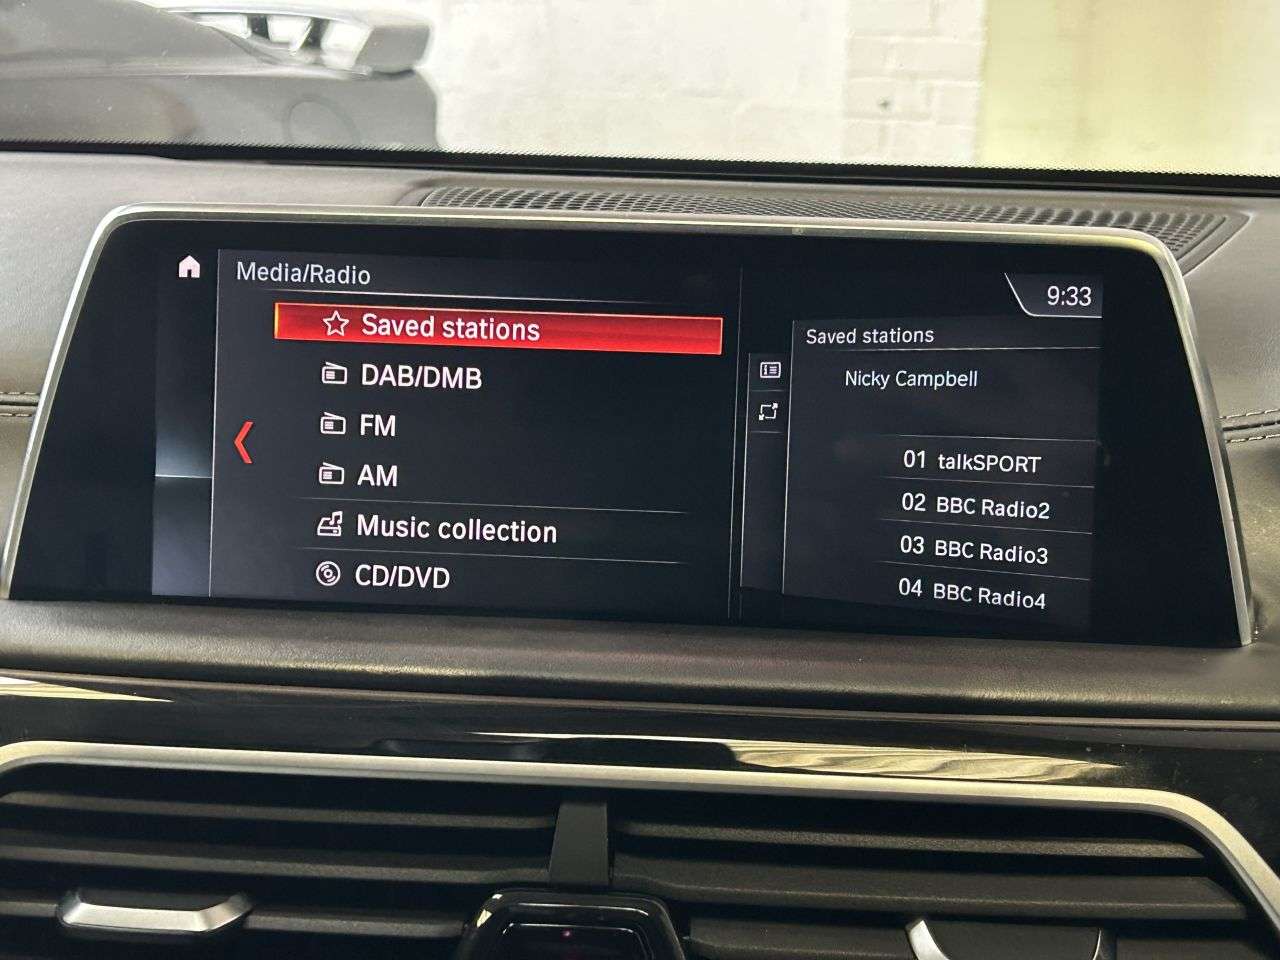 Media/Radio
Saved stations
DAB/DMB
FM
AM
Music collection
CD/DVD
9:33
Saved stations
Nicky Campbell
01 talkSPORT
02 BBC Radio2
03 BBC Radio3
04 BBC Radio4